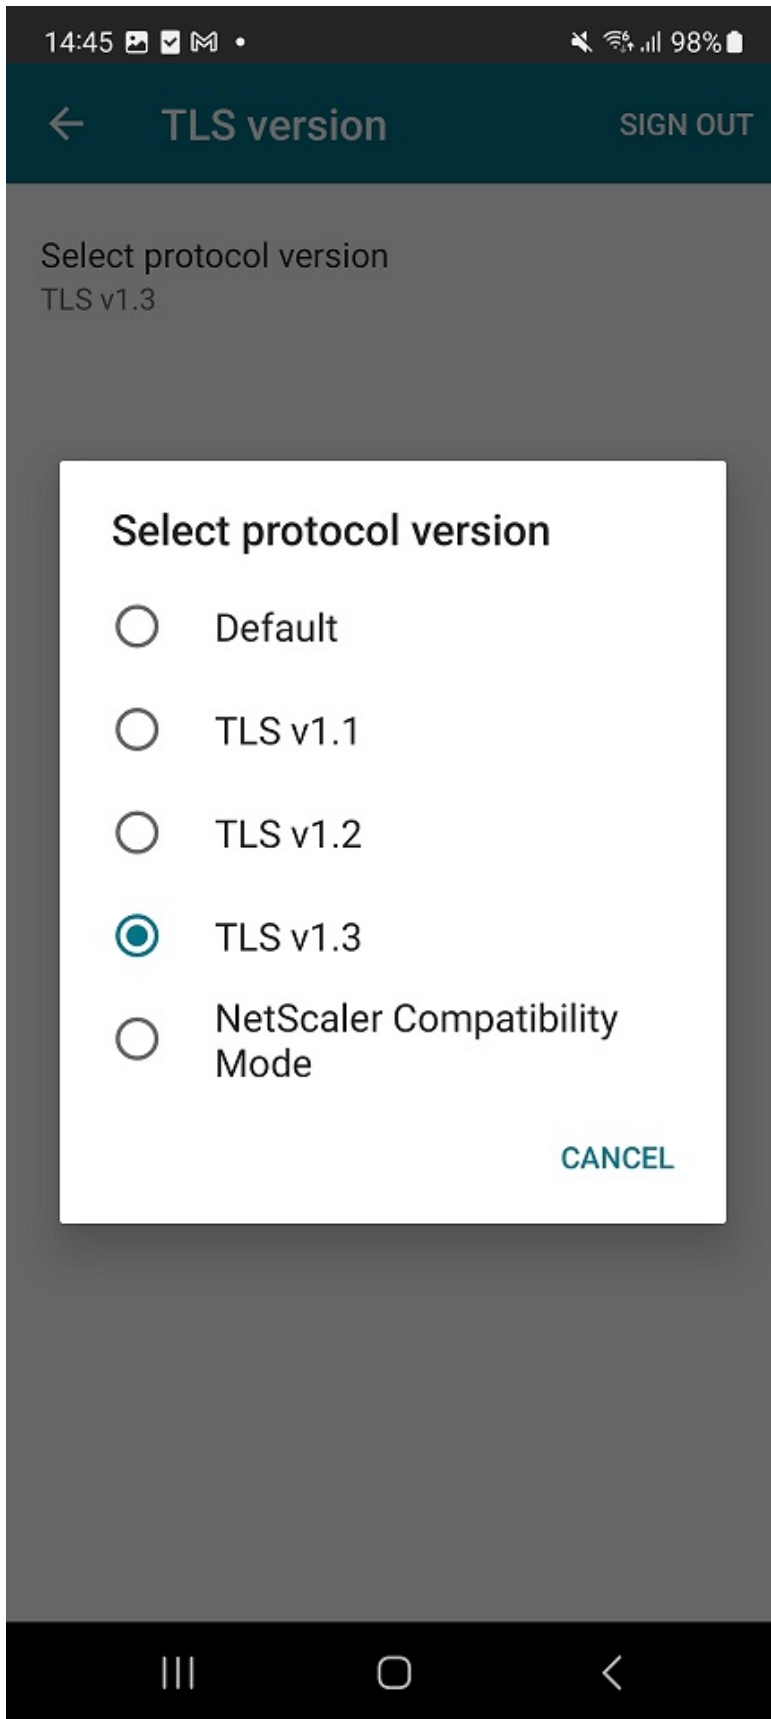 14:45 98%
TLS version SIGN OUT
Select protocol version
TLS v1.3
Select protocol version
Default
TLS v1.1
TLS v1.2
TLS v1.3
NetScaler Compatibility
Mode
CANCEL